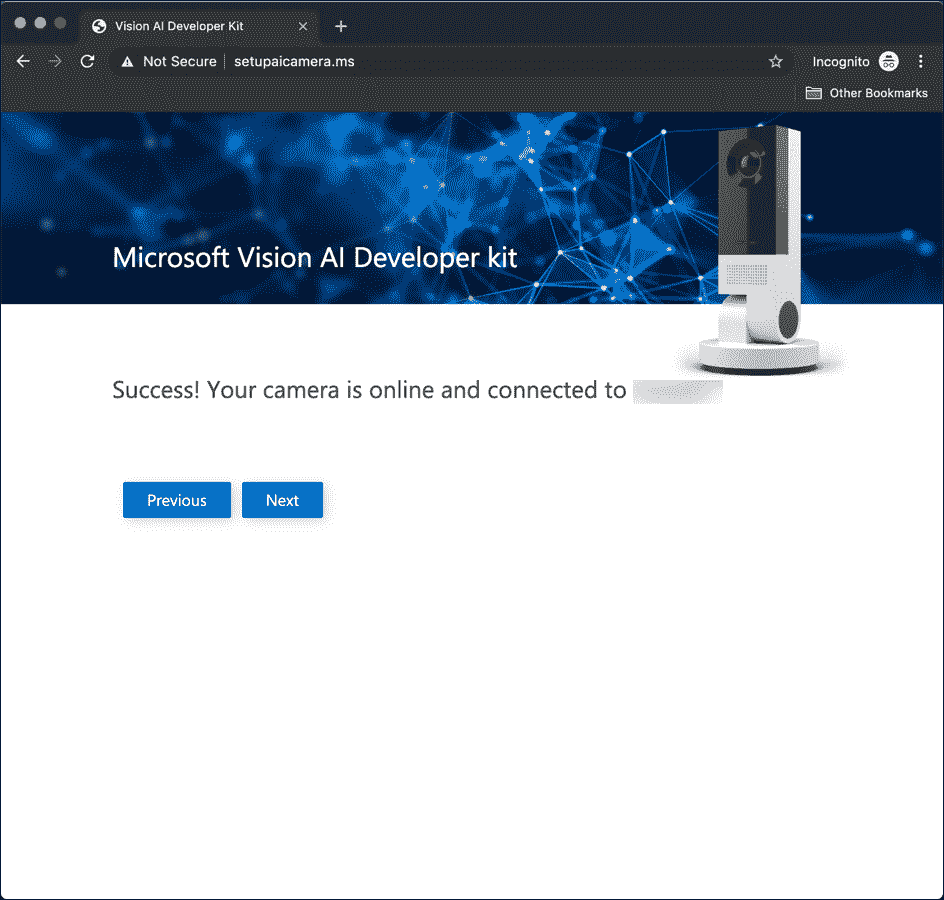 Vision AI Developer Kit
Not Secure setupaicamera.ms Incognito
Other Bookmarks
Microsoft Vision AI Developer kit
Success! Your camera is online and connected to
Previous Next